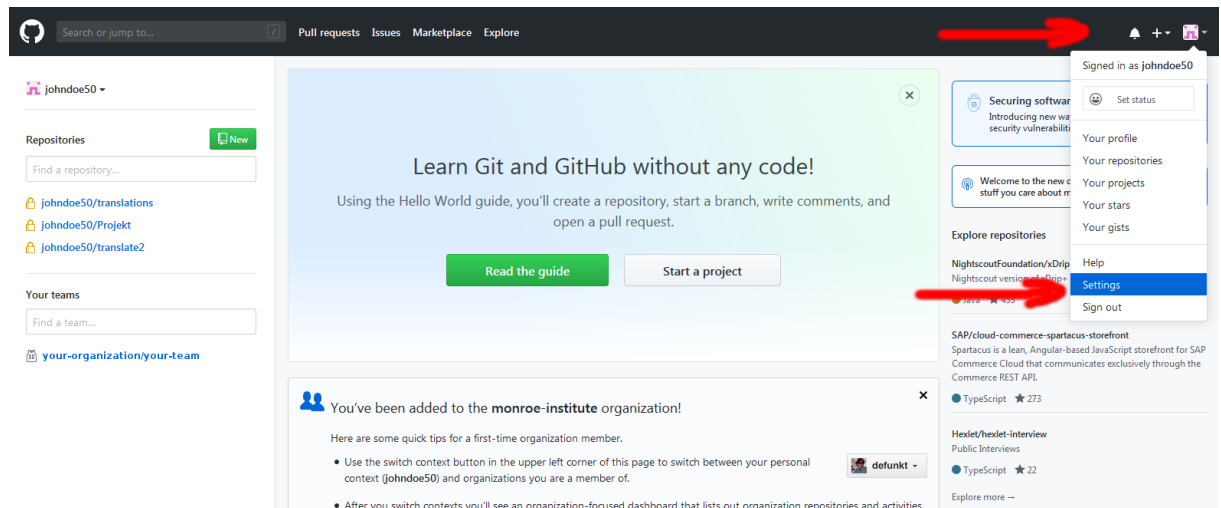 Search or jump to...
/
Pull requests Issues Marketplace Explore
Signed in as johndoe50
Set status
Your profile
Your repositories
Your projects
Your stars
Your gists
Help
Settings
Sign out
johndoe50
Repositories
New
Find a repository...
johndoe50/translations
johndoe50/Projekt
johndoe50/translate2
Your teams
Find a team...
your-organization/your-team
Learn Git and GitHub without any code!
Using the Hello World guide, you’ll create a repository, start a branch, write comments, and
open a pull request.
Read the guide
Start a project
You’ve been added to the monroe-institute organization!
Here are some quick tips for a first-time organization member.
• Use the switch context button in the upper left corner of this page to switch between your personal
context (johndoe50) and organizations you are a member of.
defunkt
• After you switch contexts you’ll see an organization-focused dashboard that lists out organization repositories and activities.
Securing softwar
Introducing new wa
security vulnerabiliti
Welcome to the new d
stuff you care about m
Explore repositories
NightscoutFoundation/xDrip
Nightscout version of xDrip+
Java 455
SAP/cloud-commerce-spartacus-storefront
Spartacus is a lean, Angular-based JavaScript storefront for SAP
Commerce Cloud that communicates exclusively through the
Commerce REST API.
TypeScript 273
Hexlet/hexlet-interview
Public Interviews
TypeScript 22
Explore more →